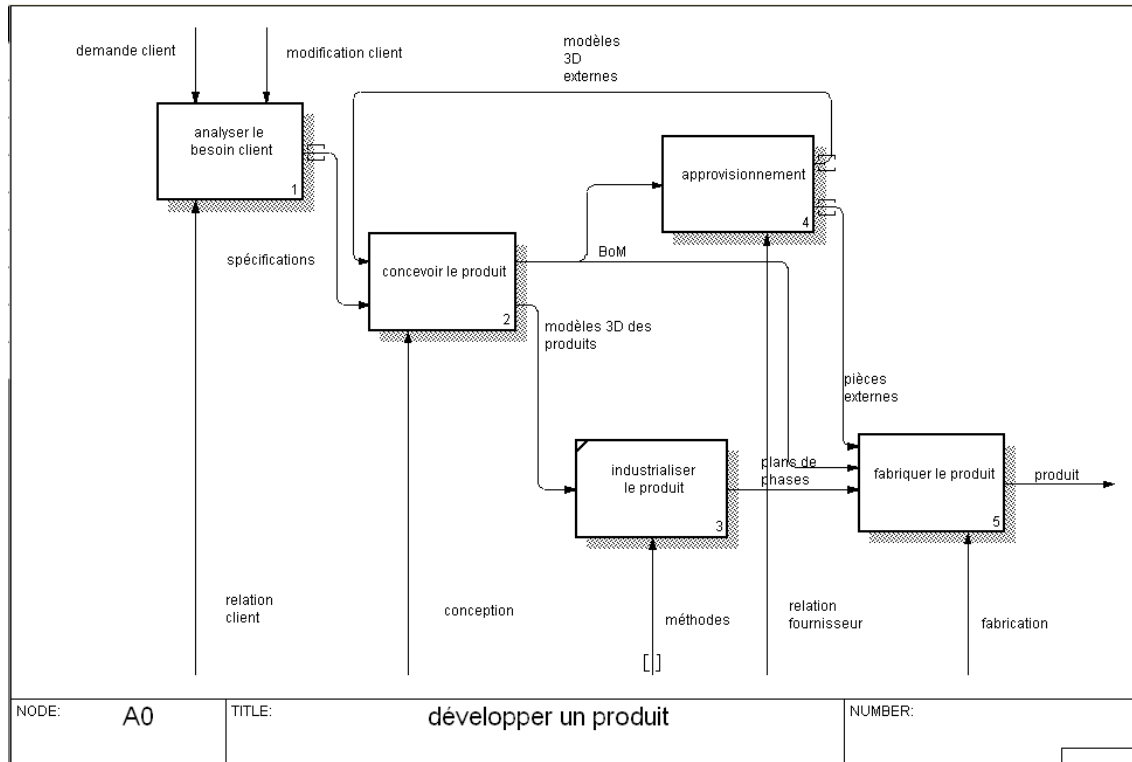 demande client
modification client
modèles
3D
externes
analyser le
besoin client
1
approvisionnement
4
spécifications
concevoir le produit
2
BoM
modèles 3D des
produits
pièces
externes
industrialiser
le produit
3
plans de
phases
fabriquer le produit
5
produit
relation
client
conception
méthodes
relation
fournisseur
fabrication
NODE:
A0
TITLE:
développer un produit
NUMBER: